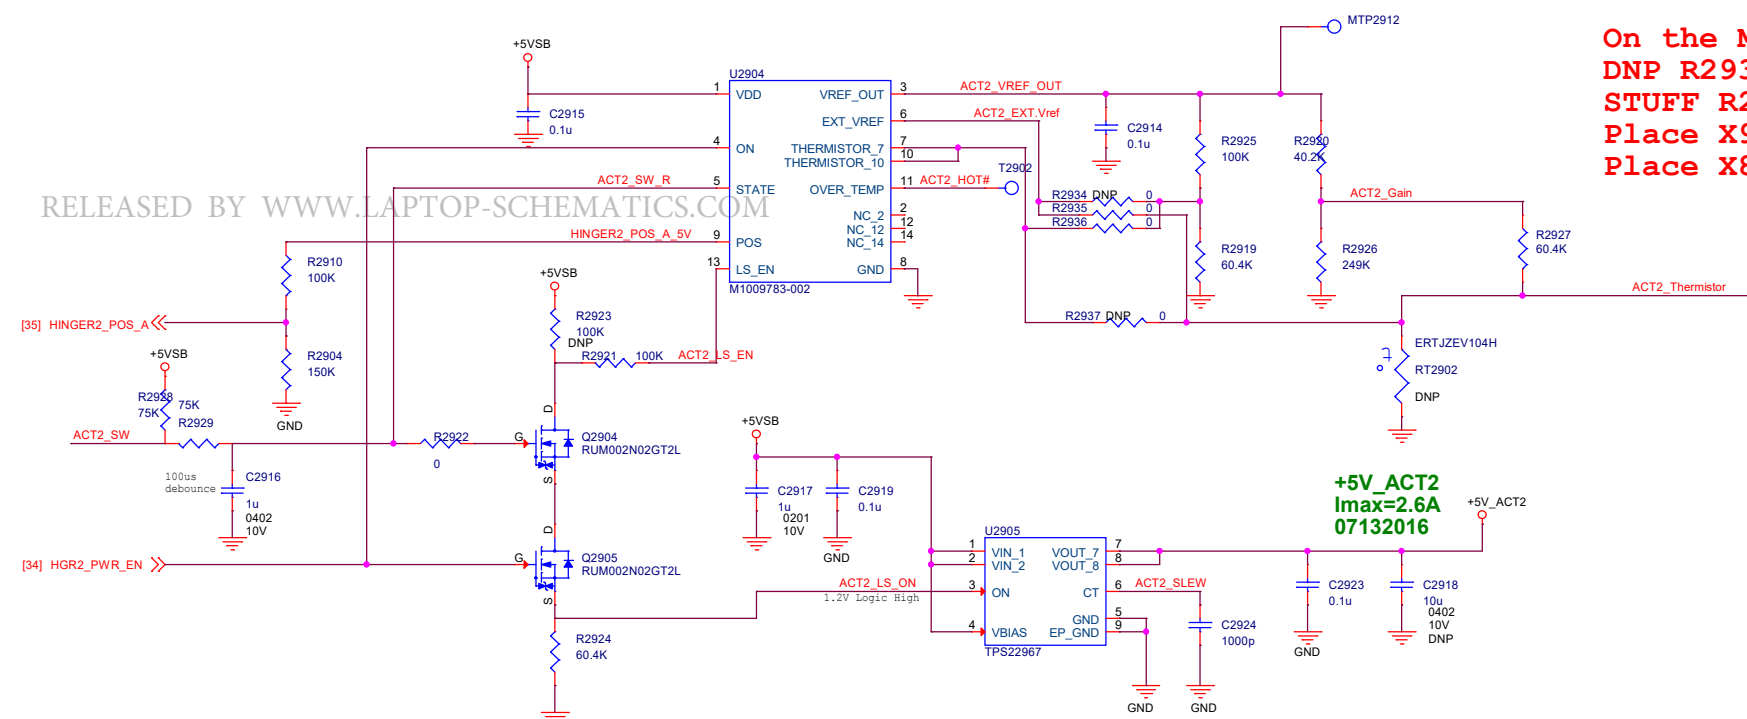 MTP2912
On the M
DNP R293
STUFF R2
Place X9
Place X8
+5VSB
C2915
0.1u
U2904
1 VDD
4 ON
5 STATE
9 POS
13 LS_EN
VREF_OUT 3
EXT_VREF 6
THERMISTOR_7 7
THERMISTOR_10 10
OVER_TEMP 11
NC_2 2
NC_12 12
NC_14 14
GND 8
M1009783-002
ACT2_VREF_OUT
ACT2_EXT.Vref
C2914
0.1u
R2925
100K
R2920
40.2K
T2902
ACT2_HOT#
ACT2_SW_R
RELEASED BY WWW.LAPTOP-SCHEMATICS.COM
HINGER2_POS_A_5V
R2934 DNP 0
R2935 0
R2936 0
ACT2_Gain
R2919
60.4K
R2926
249K
R2927
60.4K
R2910
100K
+5VSB
R2923
100K
DNP
R2921 100K
ACT2_LS_EN
R2937 DNP 0
ACT2_Thermistor
[35] HINGER2_POS_A
R2904
150K
GND
ERTJZEV104H
t°
RT2902
DNP
+5VSB
R2928
75K
75K
R2929
ACT2_SW
R2922
0
D
G
S
Q2904
RUM002N02GT2L
100us
debounce
C2916
1u
0402
10V
+5VSB
C2917
1u
0201
10V
C2919
0.1u
GND
+5V_ACT2
Imax=2.6A
07132016
+5V_ACT2
[34] HGR2_PWR_EN
D
G
S
Q2905
RUM002N02GT2L
ACT2_LS_ON
1.2V Logic High
R2924
60.4K
U2905
1 VIN_1
2 VIN_2
3 ON
4 VBIAS
VOUT_7 7
VOUT_8 8
CT 6
GND 5
EP_GND 9
TPS22967
ACT2_SLEW
C2924
1000p
GND
GND
C2923
0.1u
GND
C2918
10u
0402
10V
DNP